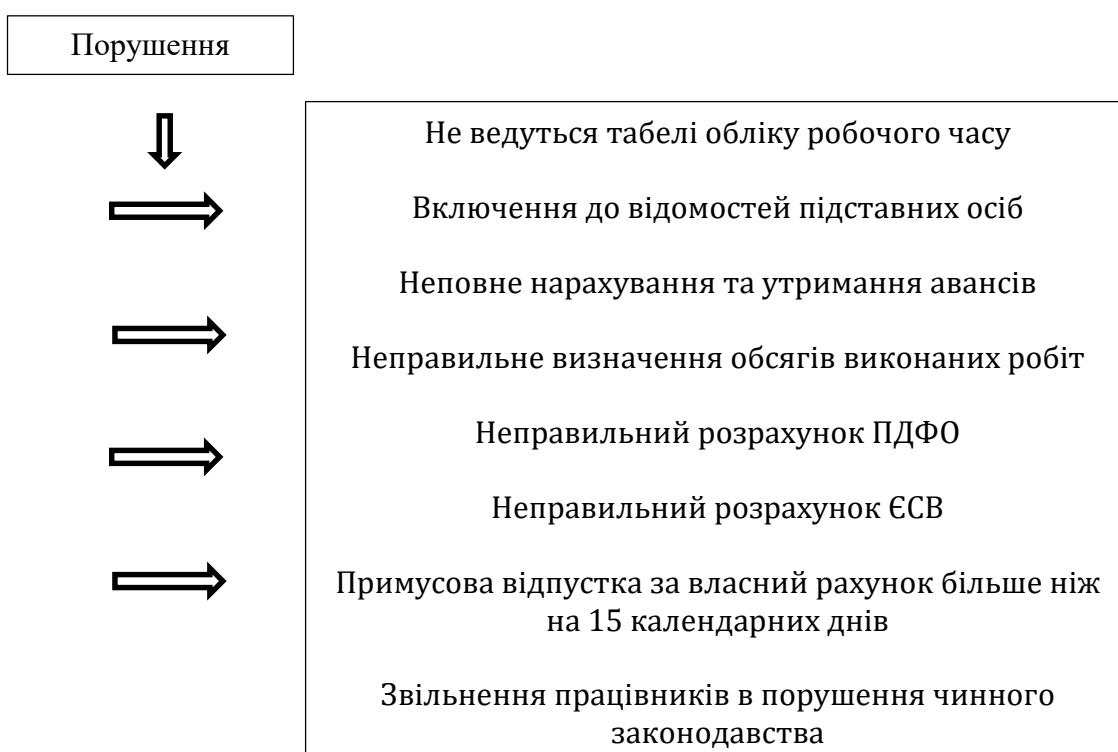 Порушення
Не ведуться табелі обліку робочого часу
Включення до відомостей підставних осіб
Неповне нарахування та утримання авансів
Неправильне визначення обсягів виконаних робіт
Неправильний розрахунок ПДФО
Неправильний розрахунок ЄСВ
Примусова відпустка за власний рахунок більше ніж
на 15 календарних днів
Звільнення працівників в порушення чинного
законодавства